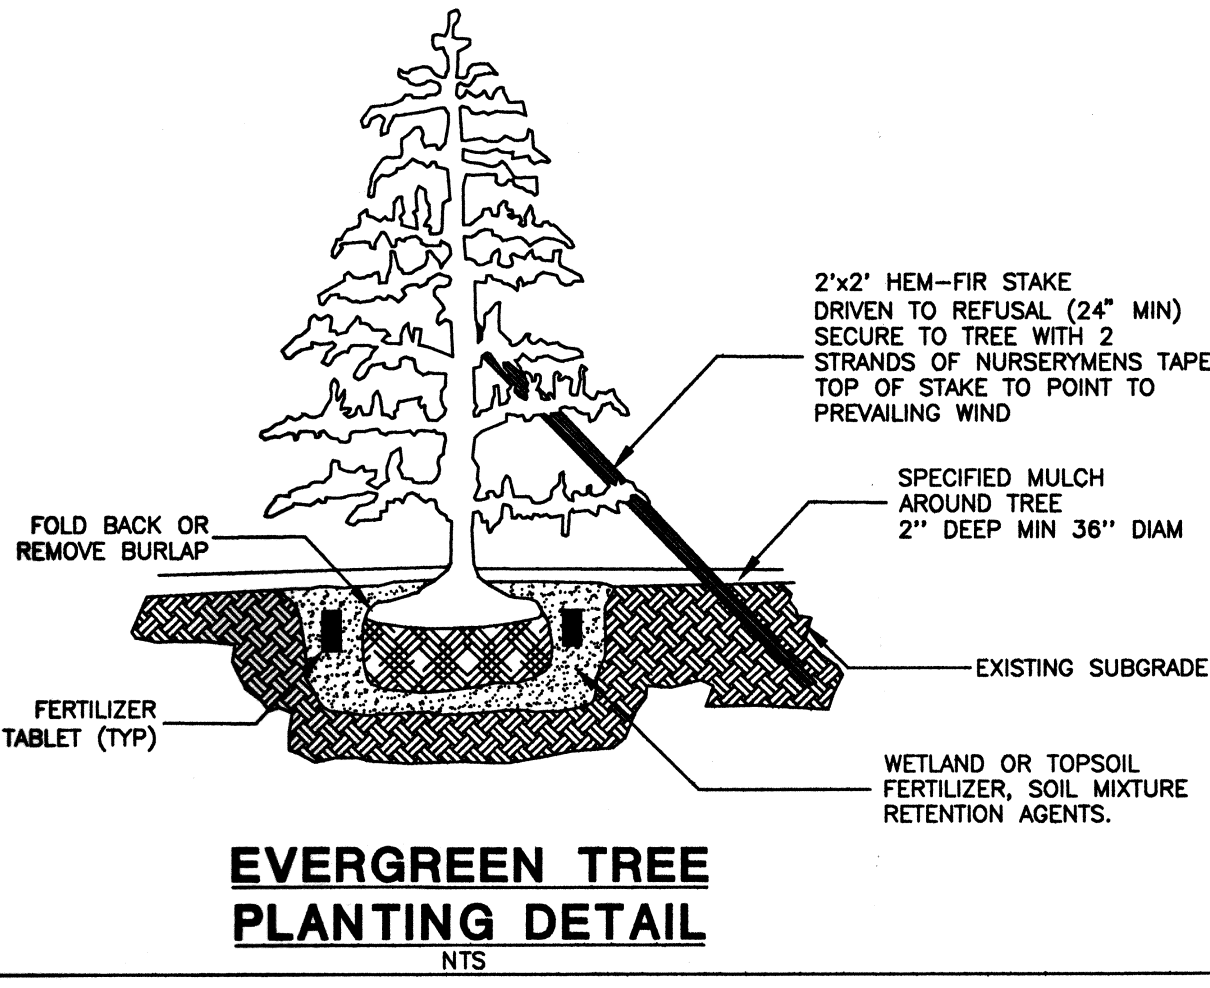 2'x2' HEM-FIR STAKE
DRIVEN TO REFUSAL (24" MIN)
SECURE TO TREE WITH 2
STRANDS OF NURSERYMENS TAPE
TOP OF STAKE TO POINT TO
PREVAILING WIND
SPECIFIED MULCH
AROUND TREE
2'' DEEP MIN 36'' DIAM
FOLD BACK OR
REMOVE BURLAP
EXISTING SUBGRADE
FERTILIZER
TABLET (TYP)
WETLAND OR TOPSOIL
FERTILIZER, SOIL MIXTURE
RETENTION AGENTS.
EVERGREEN TREE
PLANTING DETAIL
NTS